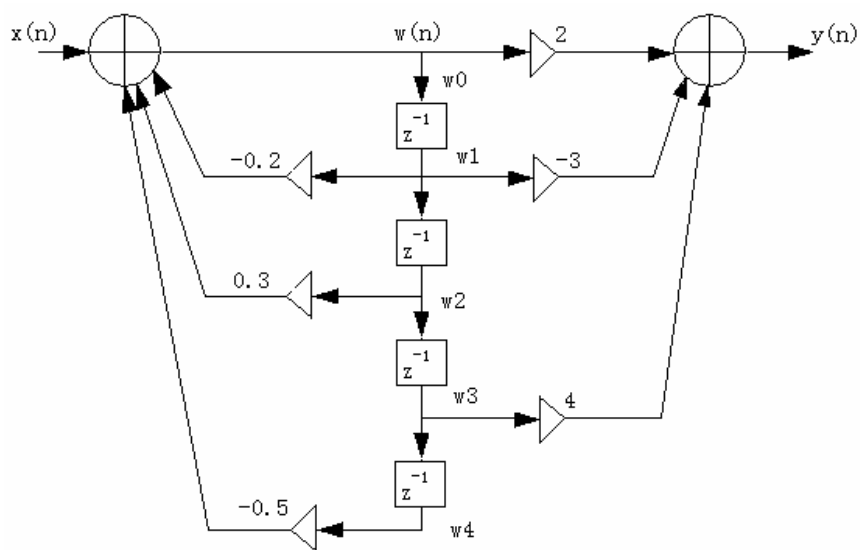 x(n) w(n) 2 y(n)
w0
z⁻¹
-0.2 w1 -3
z⁻¹
0.3 w2
z⁻¹
w3 4
z⁻¹
-0.5 w4